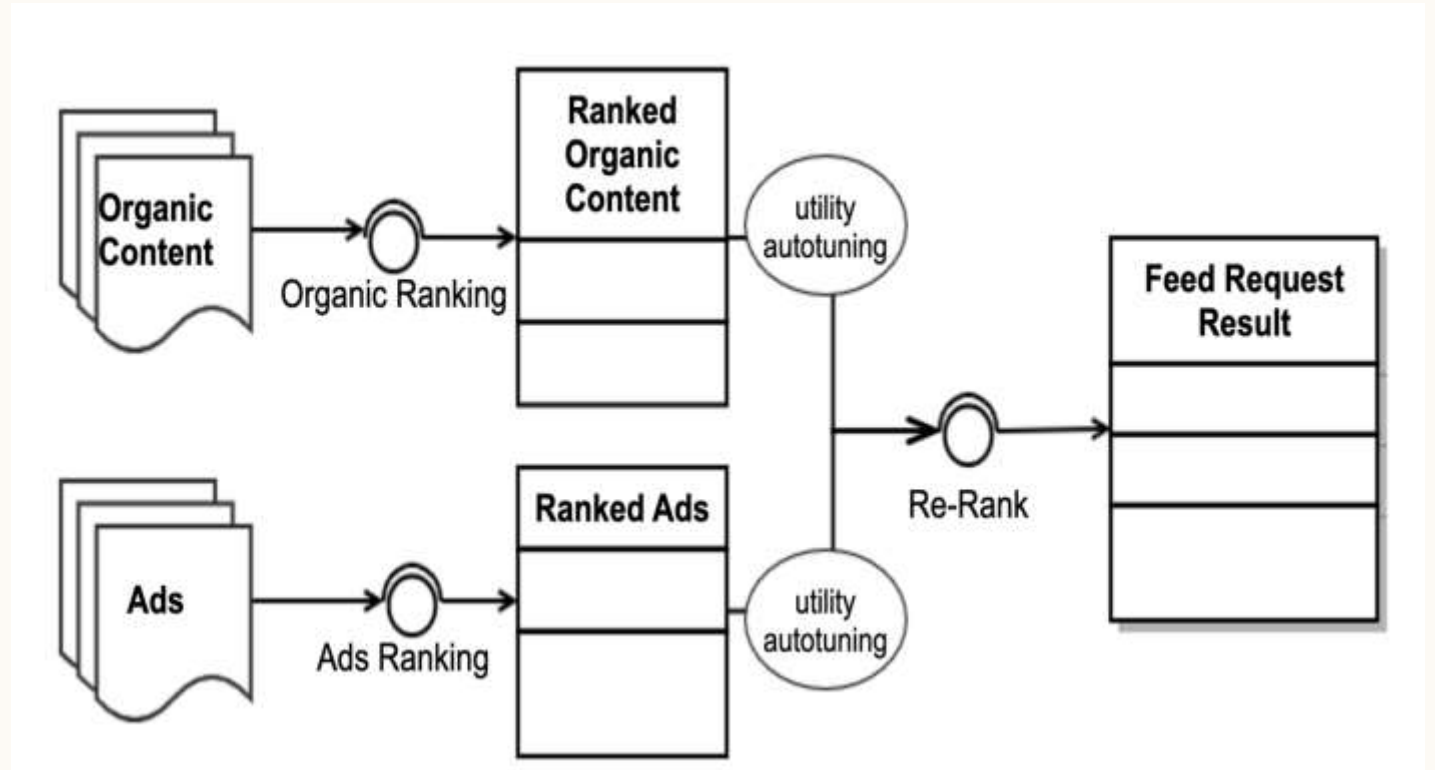 Organic
Content
Organic Ranking
Ranked
Organic
Content
utility
autotuning
Ads
Ads Ranking
Ranked Ads
utility
autotuning
Re-Rank
Feed Request
Result